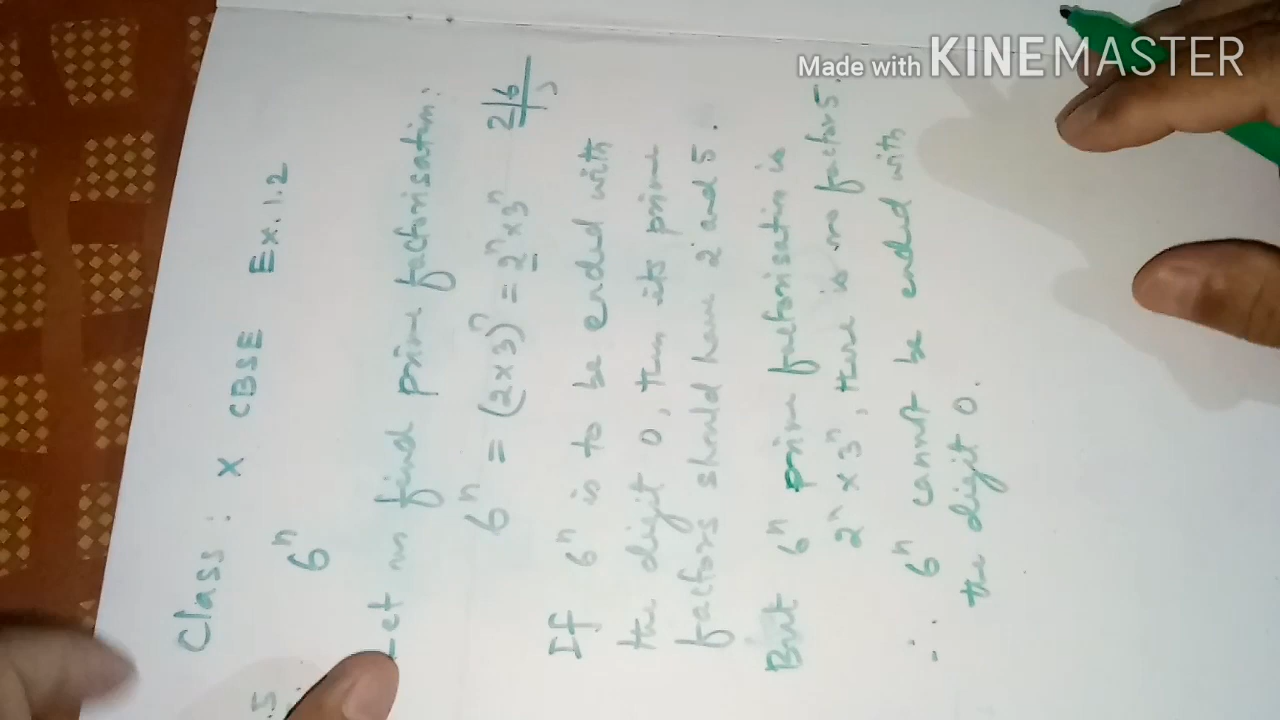 Made with KINEMASTER
Class: X CBSE Ex.1.2
.5
6ⁿ
Let us find prime factorisation:
6ⁿ = (2×3)ⁿ = 2ⁿ×3ⁿ 2|6
If 6ⁿ is to be ended with
the digit 0, then its prime
factors should have 2 and 5.
But 6ⁿ prime factorisation is
2ⁿ × 3ⁿ, there is no factor 5.
∴ 6ⁿ cannot be ended with
the digit 0.